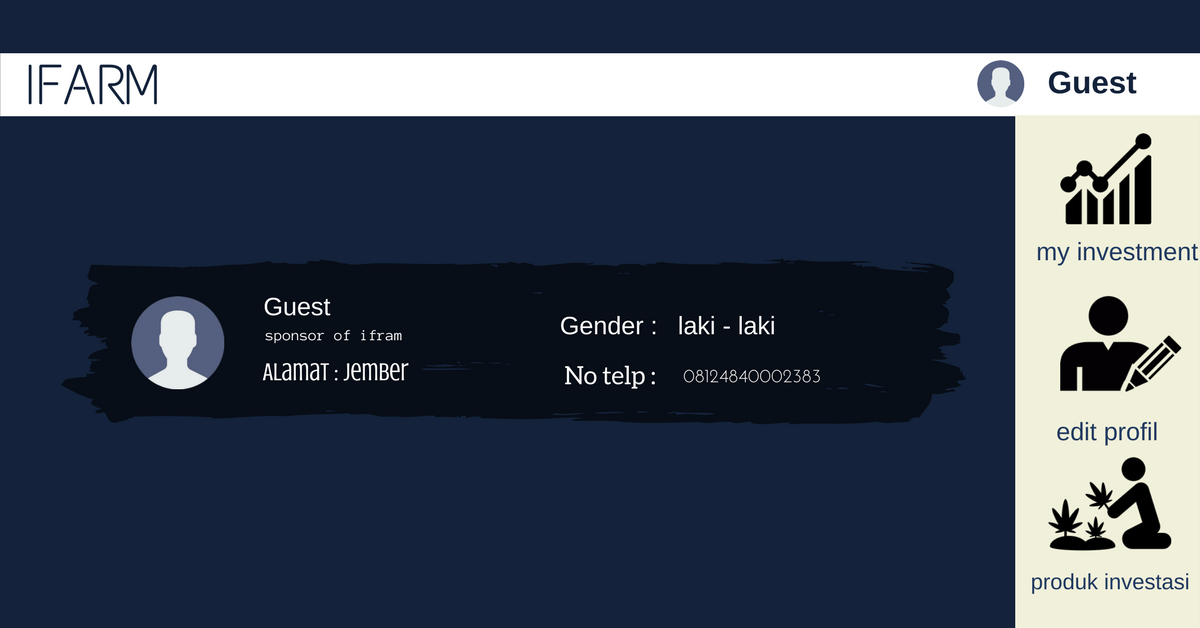 IFARM
Guest
my investment
Guest
sponsor of ifram
Alamat : Jember
Gender : laki - laki
No telp : 08124840002383
edit profil
produk investasi